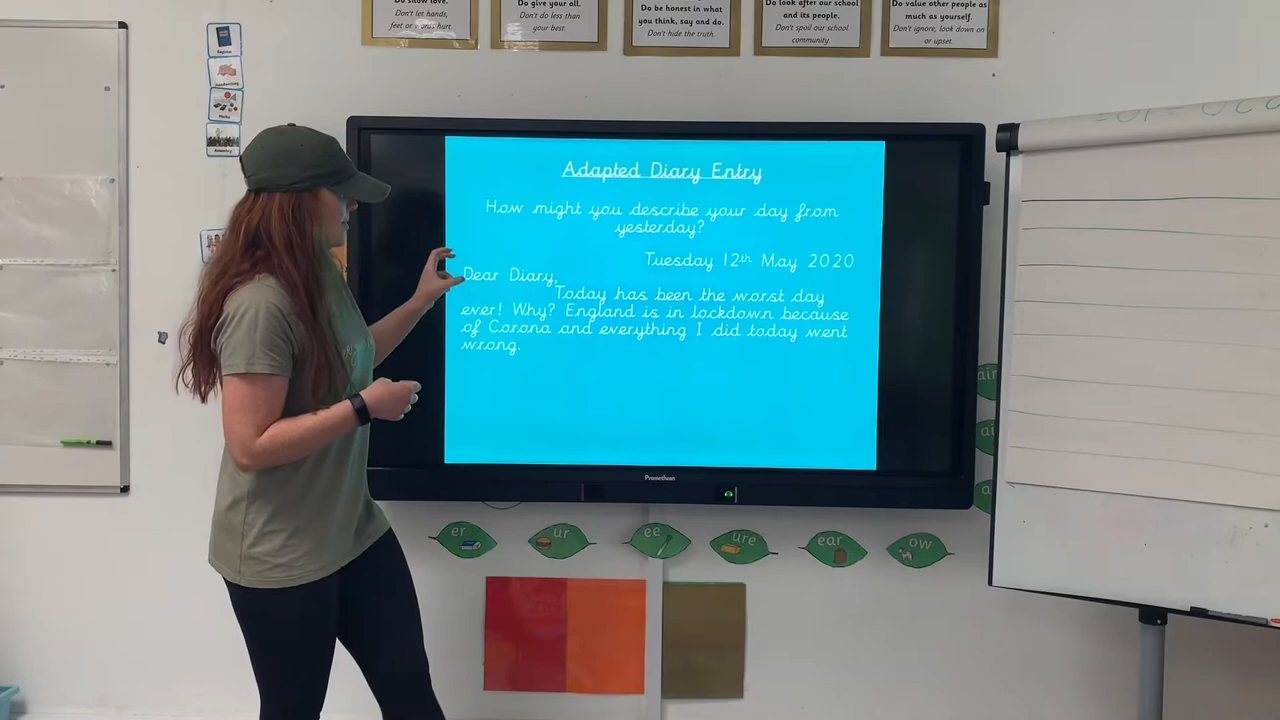 Do show love.
Don't let hands,
feet or words hurt.
Do give your all.
Don't do less than
your best.
Do be honest in what
you think, say and do.
Don't hide the truth.
Do look after our school
and its people.
Don't spoil our school
community.
Do value other people as
much as yourself.
Don't ignore, look down on
or upset.
Register
Maths
Assembly
Adapted Diary Entry
How might you describe your day from
yesterday?
Tuesday 12th May 2020
Dear Diary,
Today has been the worst day
ever! Why? England is in lockdown because
of Corona and everything I did today went
wrong.
Promethean
air
er
ur
ee
ure
ear
ow